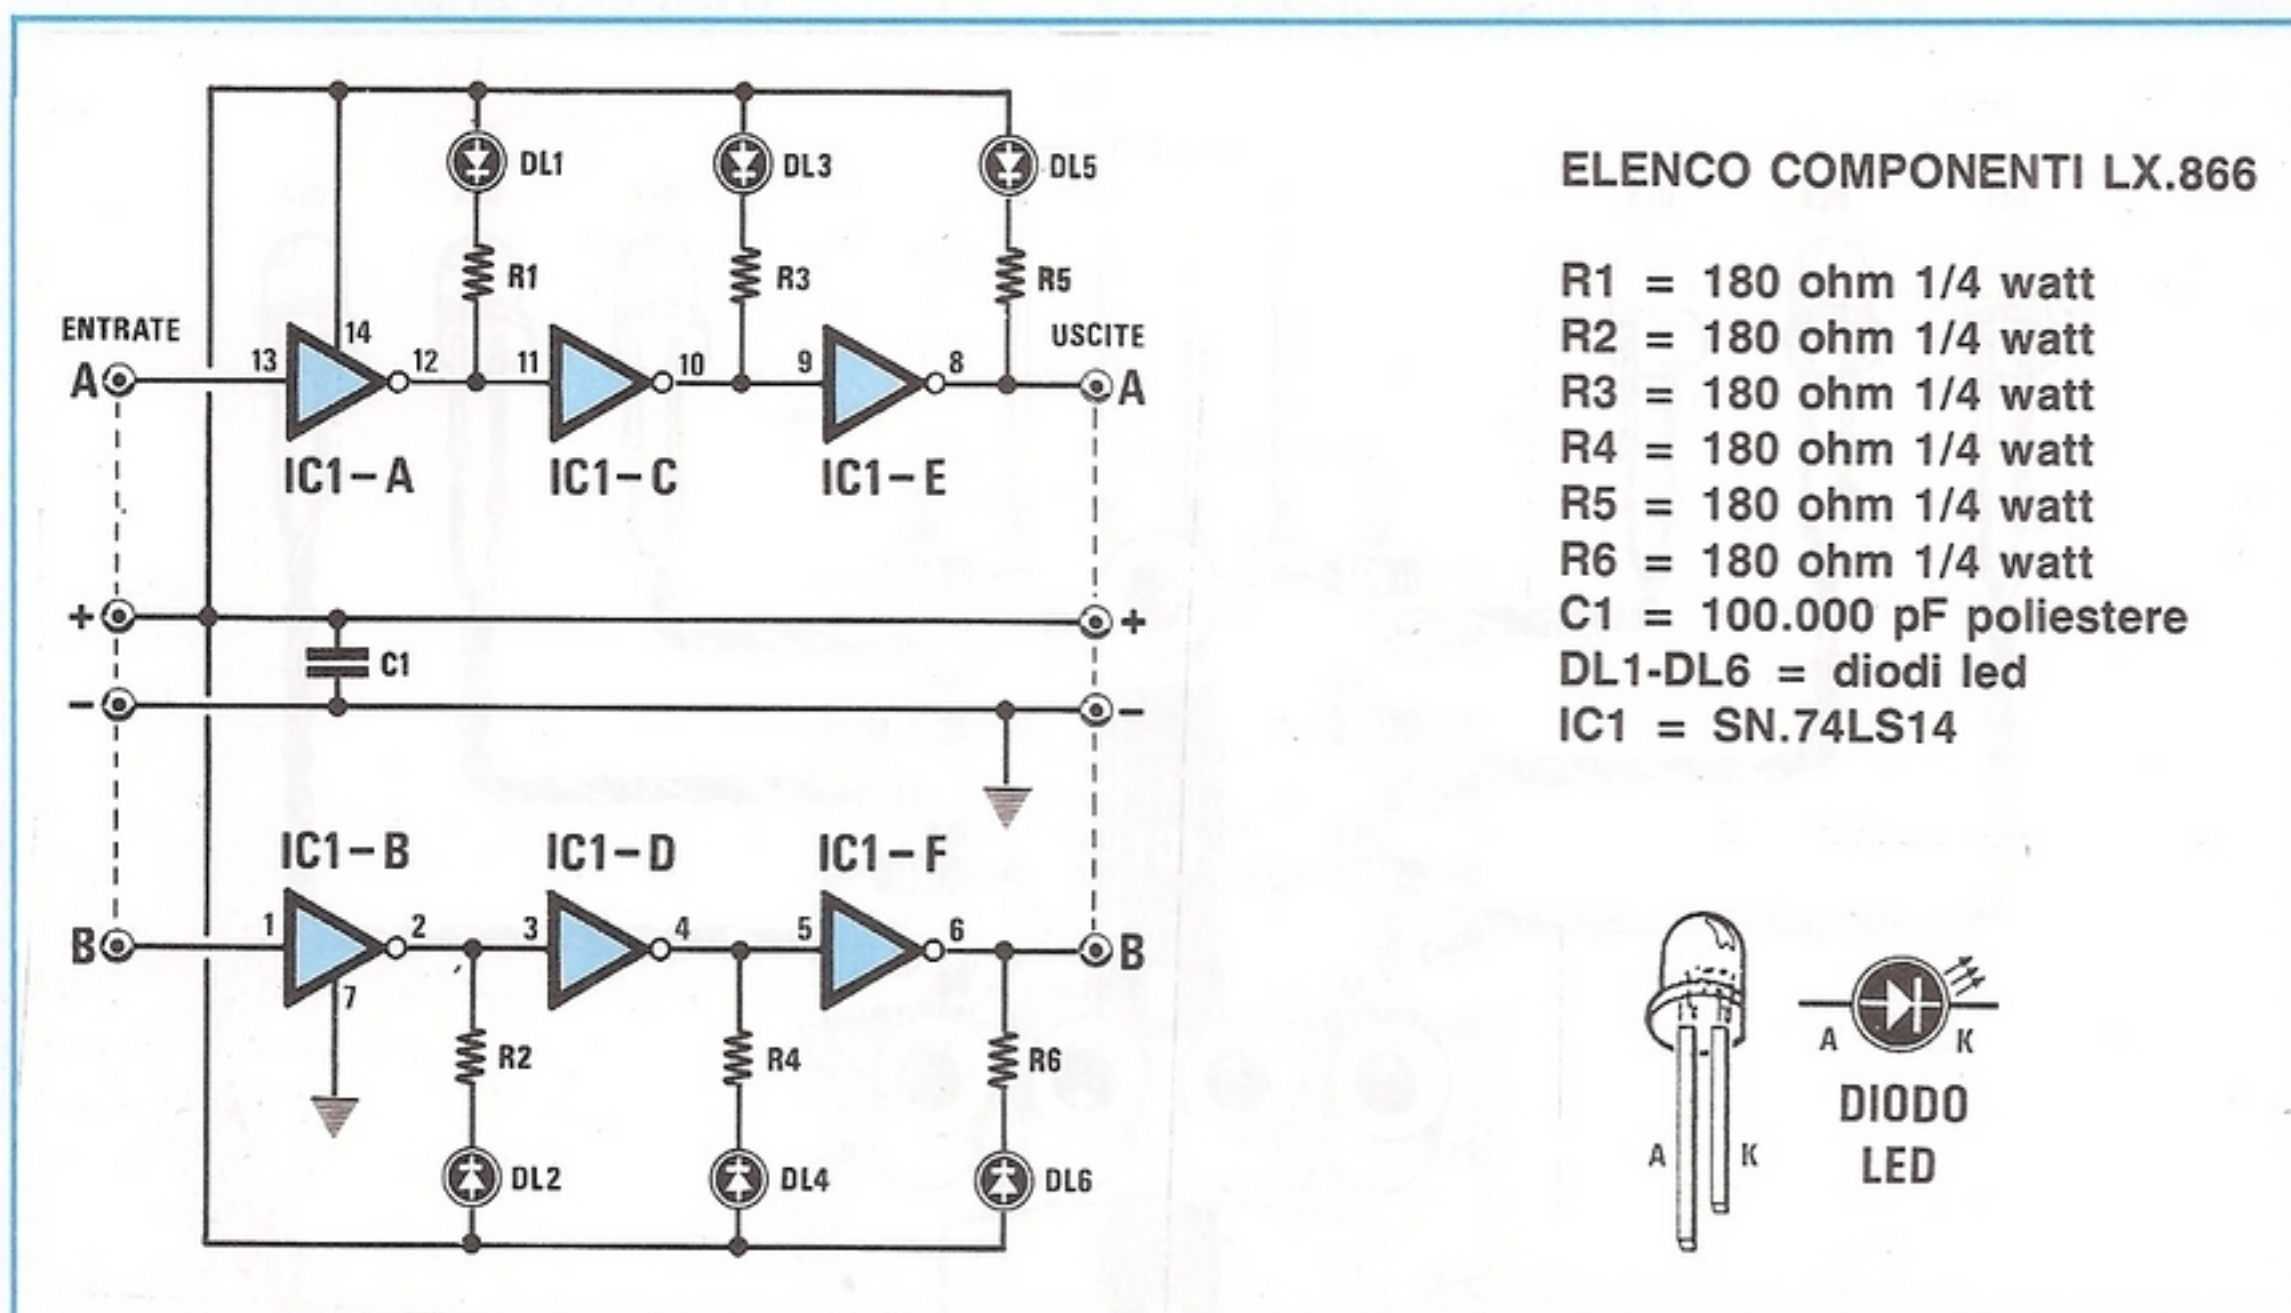 DL1
DL3
DL5
R1
R3
R5
ENTRATE
USCITE
A
13
14
12
11
10
9
8
A
IC1-A
IC1-C
IC1-E
+
+
C1
-
-
IC1-B
IC1-D
IC1-F
B
1
2
3
4
5
6
B
7
R2
R4
R6
DL2
DL4
DL6
ELENCO COMPONENTI LX.866
R1 = 180 ohm 1/4 watt
R2 = 180 ohm 1/4 watt
R3 = 180 ohm 1/4 watt
R4 = 180 ohm 1/4 watt
R5 = 180 ohm 1/4 watt
R6 = 180 ohm 1/4 watt
C1 = 100.000 pF poliestere
DL1-DL6 = diodi led
IC1 = SN.74LS14
A K
A K
DIODO
LED